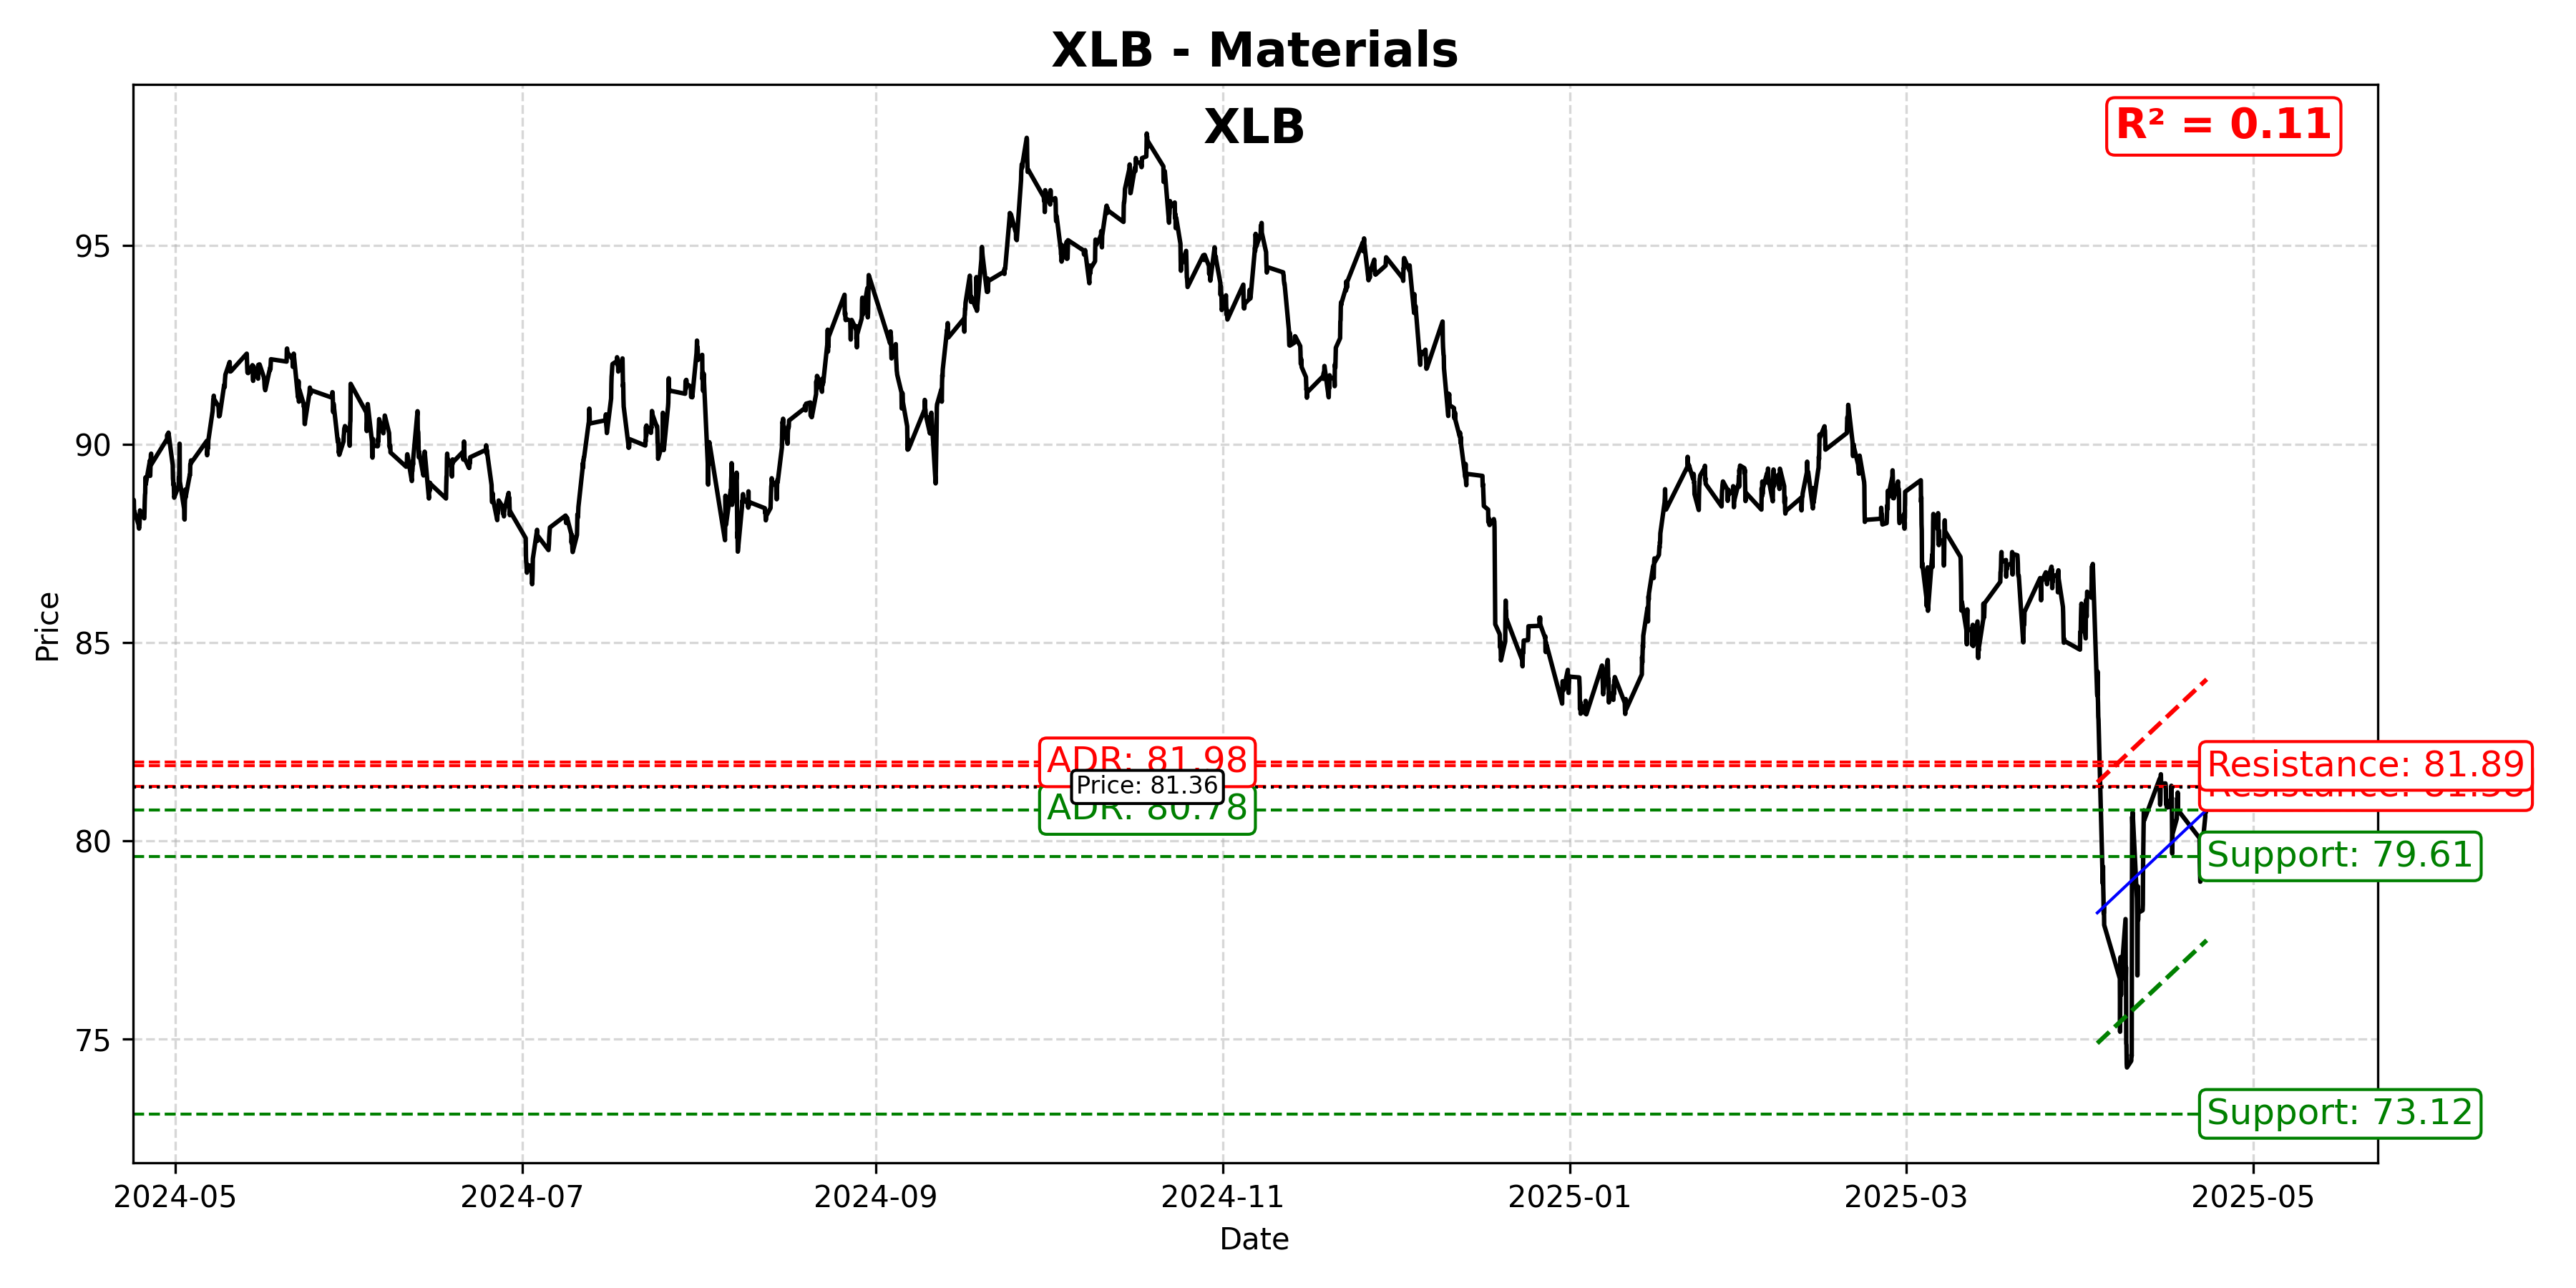 XLB - Materials
XLB
R² = 0.11
95
90
85
80
75
Price
ADR: 81.98
Price: 81.36
ADR: 80.78
Resistance: 81.89
Support: 79.61
Support: 73.12
2024-05
2024-07
2024-09
2024-11
2025-01
2025-03
2025-05
Date